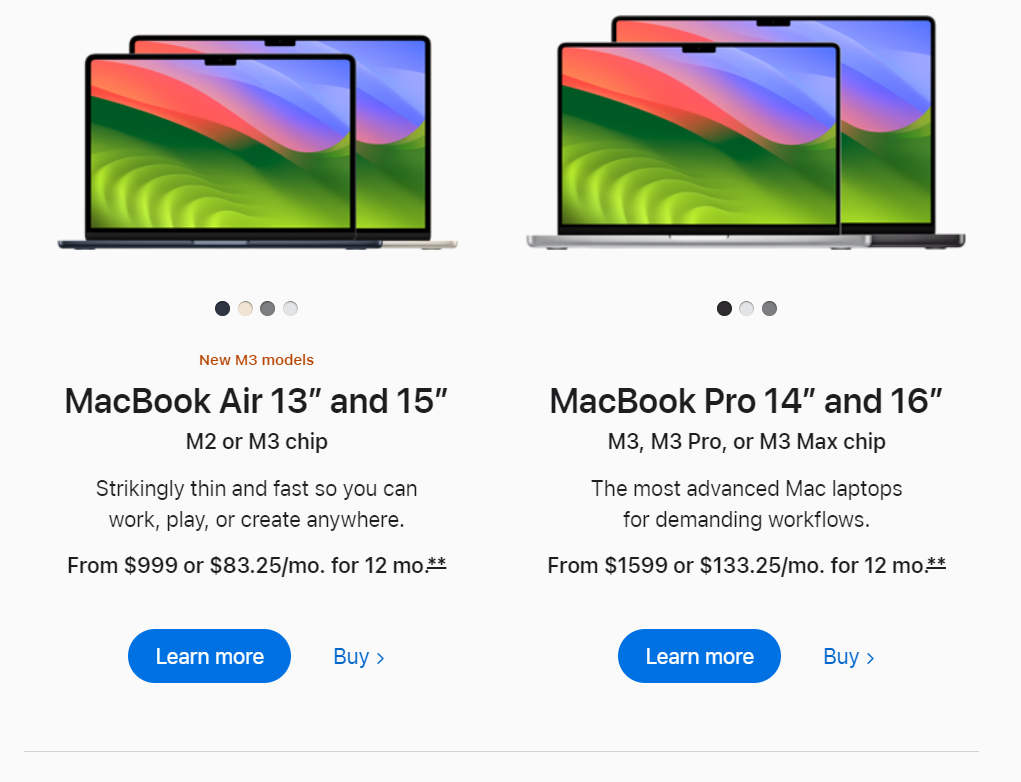 New M3 models
MacBook Air 13” and 15”
M2 or M3 chip
Strikingly thin and fast so you can
work, play, or create anywhere.
From $999 or $83.25/mo. for 12 mo.**
Learn more
Buy >
MacBook Pro 14” and 16”
M3, M3 Pro, or M3 Max chip
The most advanced Mac laptops
for demanding workflows.
From $1599 or $133.25/mo. for 12 mo.**
Learn more
Buy >